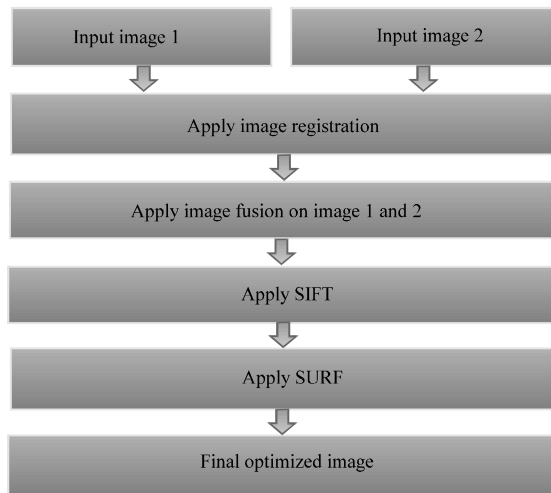 Input image 1
Input image 2
Apply image registration
Apply image fusion on image 1 and 2
Apply SIFT
Apply SURF
Final optimized image